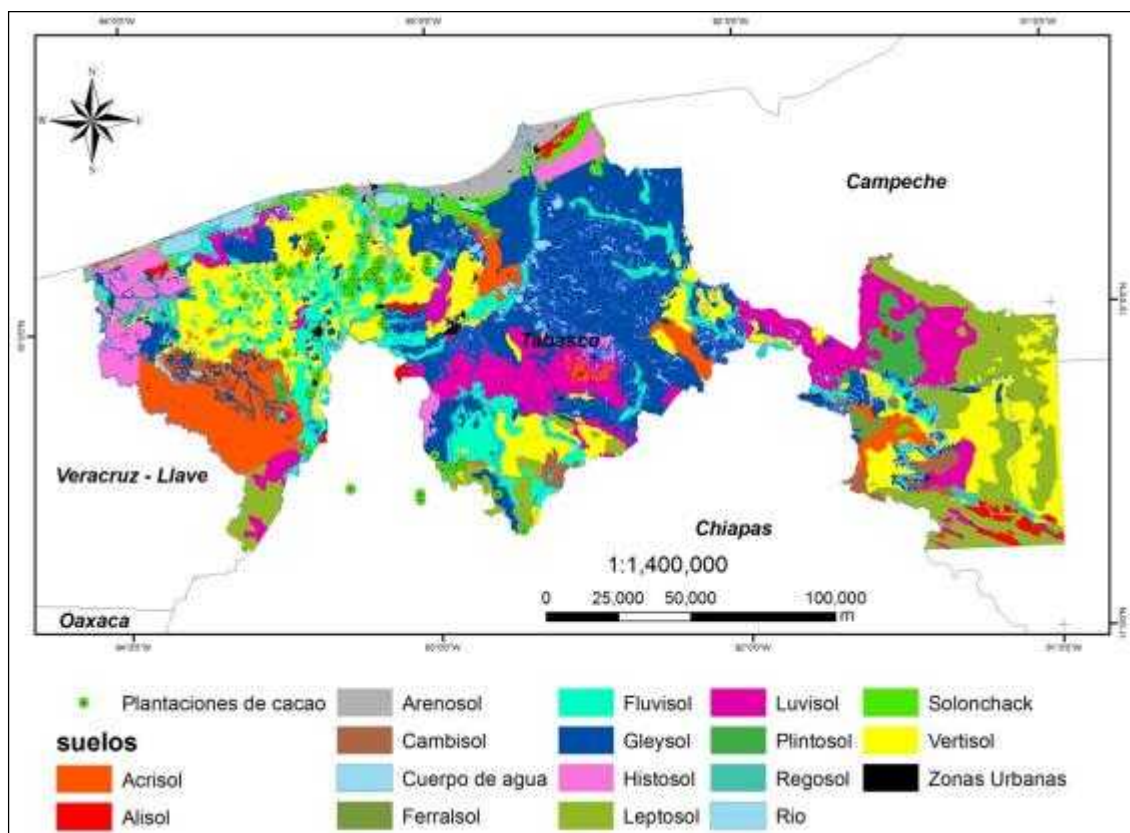 N
W
E
S
Campeche
Tabasco
Veracruz - Llave
Chiapas
Oaxaca
1:1,400,000
0 25,000 50,000 100,000
m
Plantaciones de cacao
suelos
Acrisol
Alisol
Arenosol
Cambisol
Cuerpo de agua
Ferralsol
Fluvisol
Gleysol
Histosol
Leptosol
Luvisol
Plintosol
Regosol
Rio
Solonchack
Vertisol
Zonas Urbanas